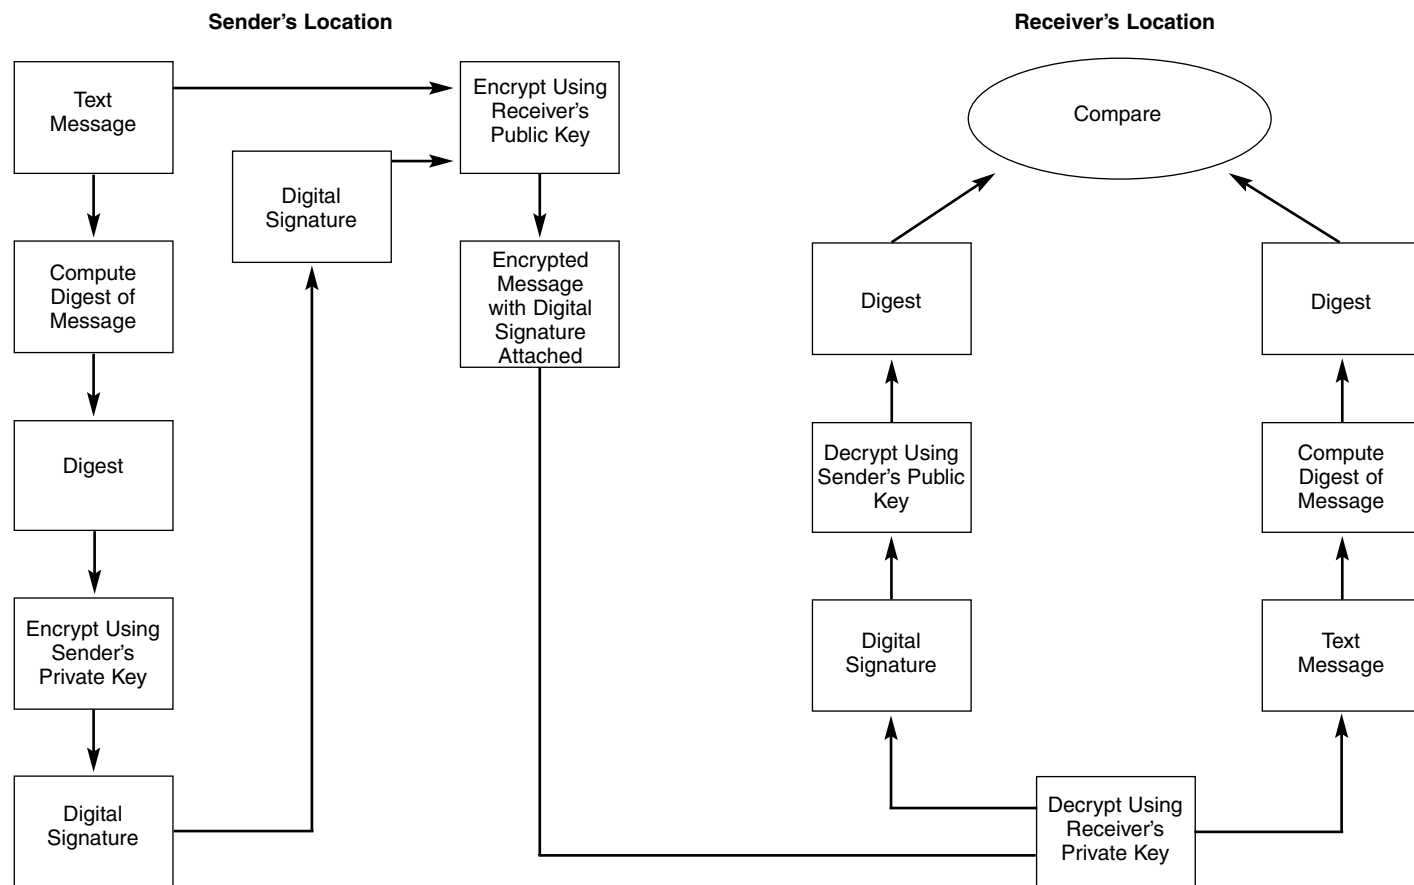 Sender's Location
Text
Message
Compute
Digest of
Message
Digest
Encrypt Using
Sender's
Private Key
Digital
Signature
Digital
Signature
Encrypt Using
Receiver's
Public Key
Encrypted
Message
with Digital
Signature
Attached
Receiver's Location
Compare
Digest
Decrypt Using
Sender's Public
Key
Digital
Signature
Digest
Compute
Digest of
Message
Text
Message
Decrypt Using
Receiver's
Private Key